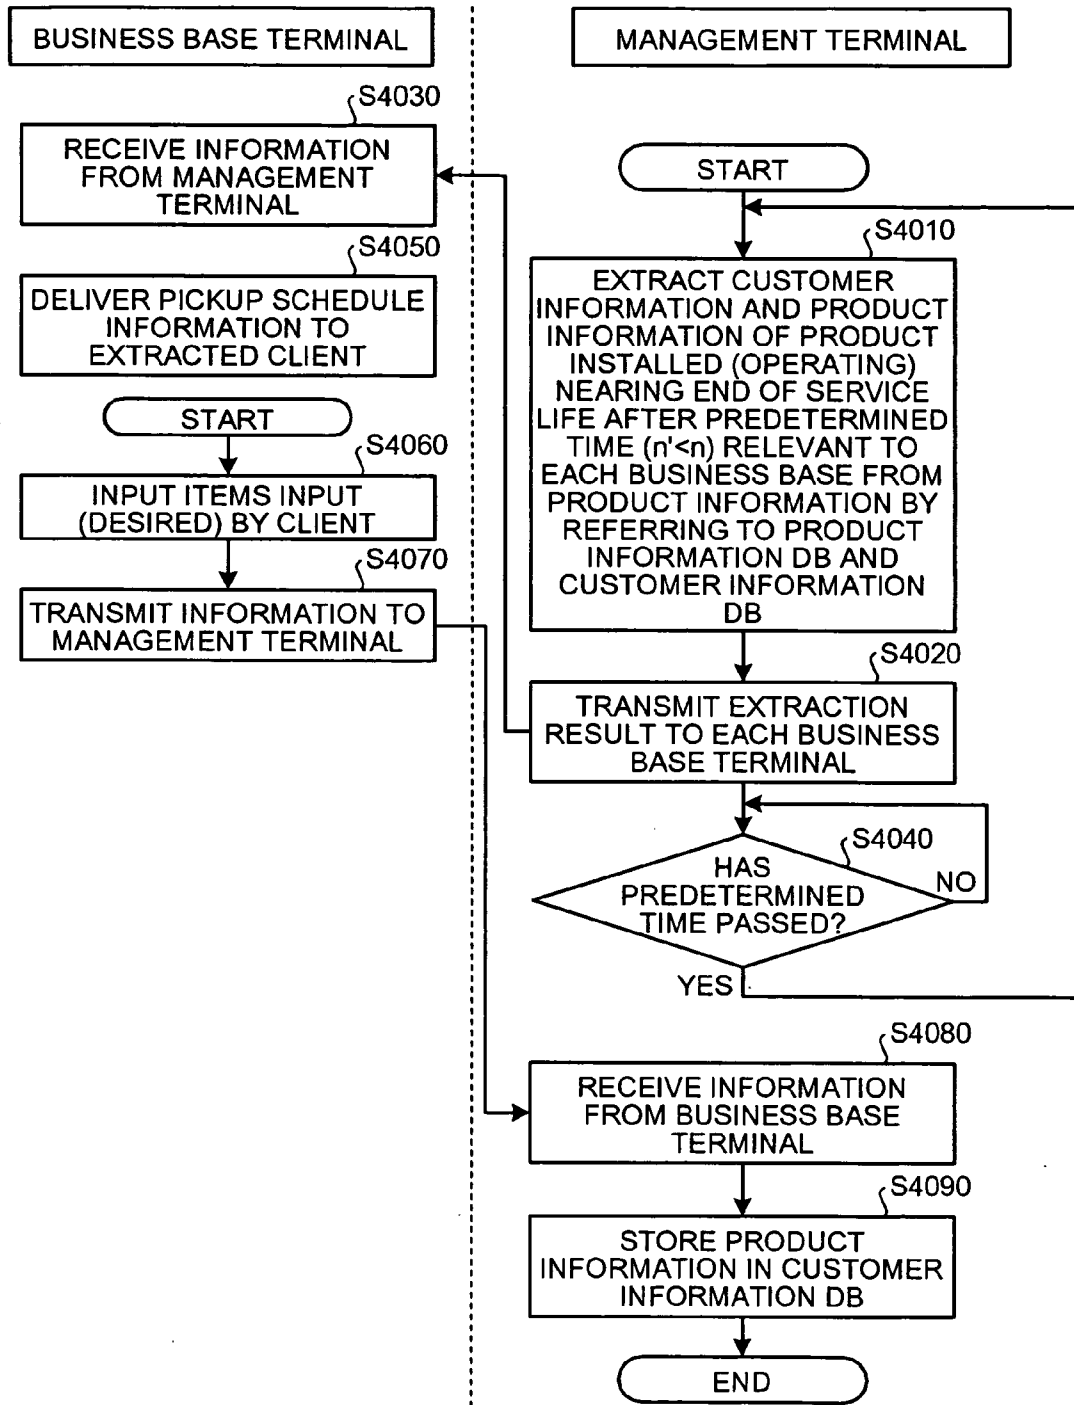 BUSINESS BASE TERMINAL
S4030
RECEIVE INFORMATION
FROM MANAGEMENT
TERMINAL
S4050
DELIVER PICKUP SCHEDULE
INFORMATION TO
EXTRACTED CLIENT
START
S4060
INPUT ITEMS INPUT
(DESIRED) BY CLIENT
S4070
TRANSMIT INFORMATION TO
MANAGEMENT TERMINAL
MANAGEMENT TERMINAL
START
S4010
EXTRACT CUSTOMER
INFORMATION AND PRODUCT
INFORMATION OF PRODUCT
INSTALLED (OPERATING)
NEARING END OF SERVICE
LIFE AFTER PREDETERMINED
TIME (n'<n) RELEVANT TO
EACH BUSINESS BASE FROM
PRODUCT INFORMATION BY
REFERRING TO PRODUCT
INFORMATION DB AND
CUSTOMER INFORMATION
DB
S4020
TRANSMIT EXTRACTION
RESULT TO EACH BUSINESS
BASE TERMINAL
S4040
HAS
PREDETERMINED
TIME PASSED?
NO
YES
S4080
RECEIVE INFORMATION
FROM BUSINESS BASE
TERMINAL
S4090
STORE PRODUCT
INFORMATION IN CUSTOMER
INFORMATION DB
END